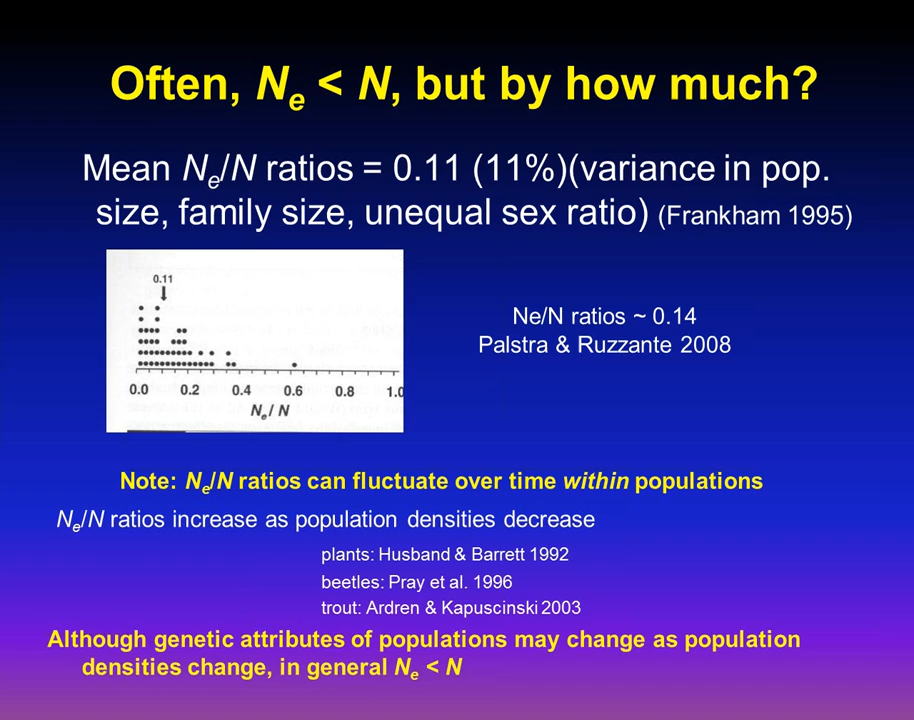 Often, Ne < N, but by how much?
Mean Ne/N ratios = 0.11 (11%)(variance in pop.
size, family size, unequal sex ratio) (Frankham 1995)
0.11
0.0 0.2 0.4 0.6 0.8 1.0
Ne/ N
Ne/N ratios ~ 0.14
Palstra & Ruzzante 2008
Note: Ne/N ratios can fluctuate over time within populations
Ne/N ratios increase as population densities decrease
plants: Husband & Barrett 1992
beetles: Pray et al. 1996
trout: Ardren & Kapuscinski 2003
Although genetic attributes of populations may change as population
densities change, in general Ne < N